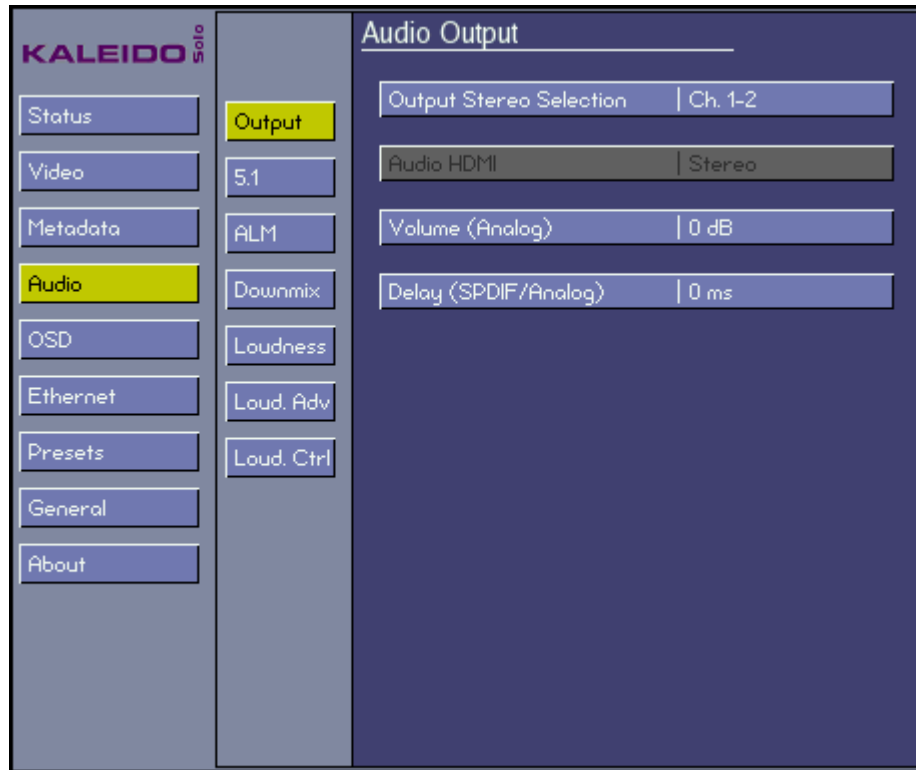 KALEIDO Solo
Status
Video
Metadata
Audio
OSD
Ethernet
Presets
General
About
Output
5.1
ALM
Downmix
Loudness
Loud. Adv
Loud. Ctrl
Audio Output
Output Stereo Selection | Ch. 1-2
Audio HDMI | Stereo
Volume (Analog) | 0 dB
Delay (SPDIF/Analog) | 0 ms